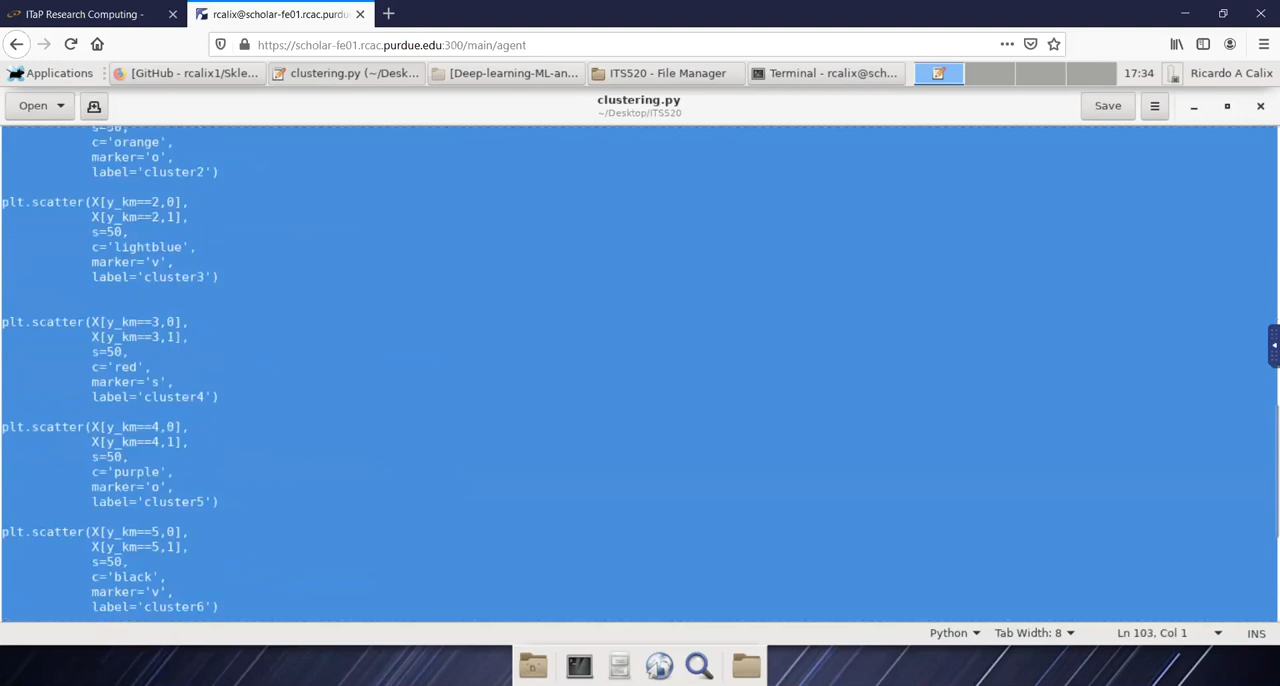 ITaP Research Computing -
rcalix@scholar-fe01.rcac.purdu
https://scholar-fe01.rcac.purdue.edu:300/main/agent
Applications
[GitHub - rcalix1/Skle...
clustering.py (~/Desk...
[Deep-learning-ML-an...
ITS520 - File Manager
Terminal - rcalix@sch...
17:34
Ricardo A Calix
Open
clustering.py
~/Desktop/ITS520
Save
s=50,
c='orange',
marker='o',
label='cluster2')
plt.scatter(X[y_km==2,0],
X[y_km==2,1],
s=50,
c='lightblue',
marker='v',
label='cluster3')
plt.scatter(X[y_km==3,0],
X[y_km==3,1],
s=50,
c='red',
marker='s',
label='cluster4')
plt.scatter(X[y_km==4,0],
X[y_km==4,1],
s=50,
c='purple',
marker='o',
label='cluster5')
plt.scatter(X[y_km==5,0],
X[y_km==5,1],
s=50,
c='black',
marker='v',
label='cluster6')
Python
Tab Width: 8
Ln 103, Col 1
INS